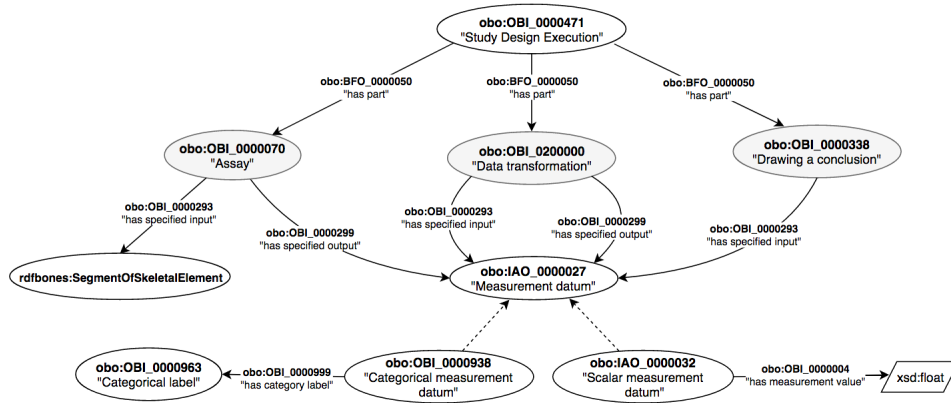 obo:OBI_0000471
"Study Design Execution"
obo:BFO_0000050
"has part"
obo:BFO_0000050
"has part"
obo:BFO_0000050
"has part"
obo:OBI_0000070
"Assay"
obo:OBI_0200000
"Data transformation"
obo:OBI_0000338
"Drawing a conclusion"
obo:OBI_0000293
"has specified input"
obo:OBI_0000299
"has specified output"
obo:OBI_0000293
"has specified input"
obo:OBI_0000299
"has specified output"
obo:OBI_0000293
"has specified input"
rdfbones:SegmentOfSkeletalElement
obo:IAO_0000027
"Measurement datum"
obo:OBI_0000963
"Categorical label"
obo:OBI_0000999
"has category label"
obo:OBI_0000938
"Categorical measurement
datum"
obo:IAO_0000032
"Scalar measurement
datum"
obo:OBI_0000004
"has measurement value"
xsd:float